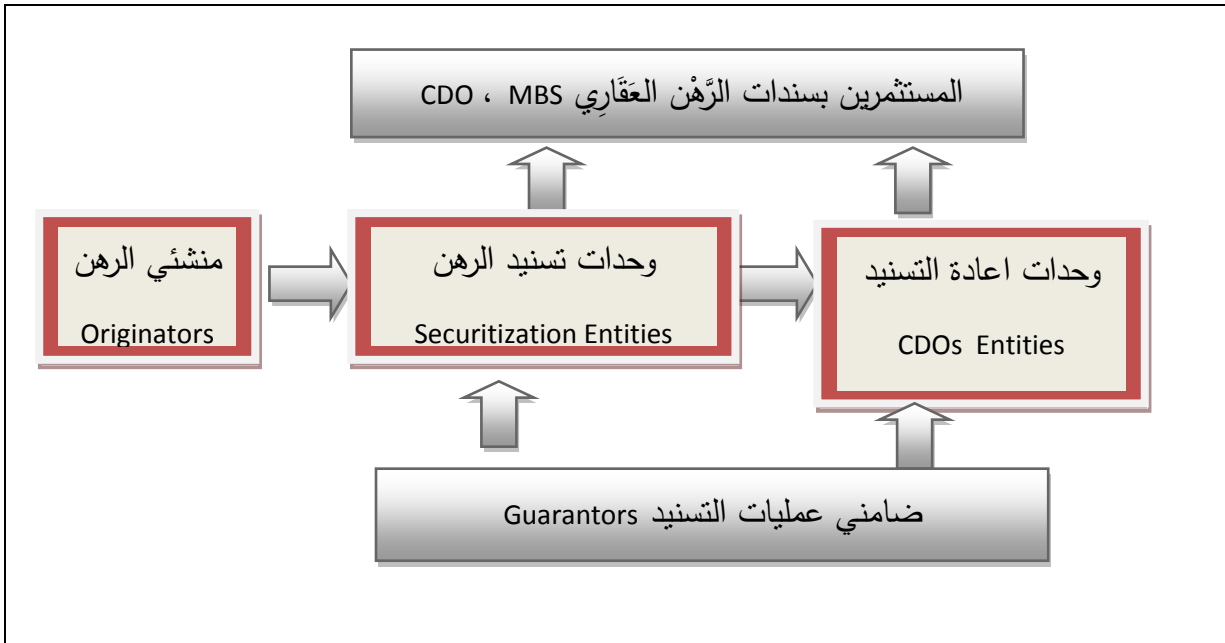 المستثمرين بسندات الرَّهْن العَقَارِي CDO ، MBS
منشئي الرهن
Originators
وحدات تسنيد الرهن
Securitization Entities
وحدات اعادة التسنيد
CDOs Entities
ضامني عمليات التسنيد Guarantors